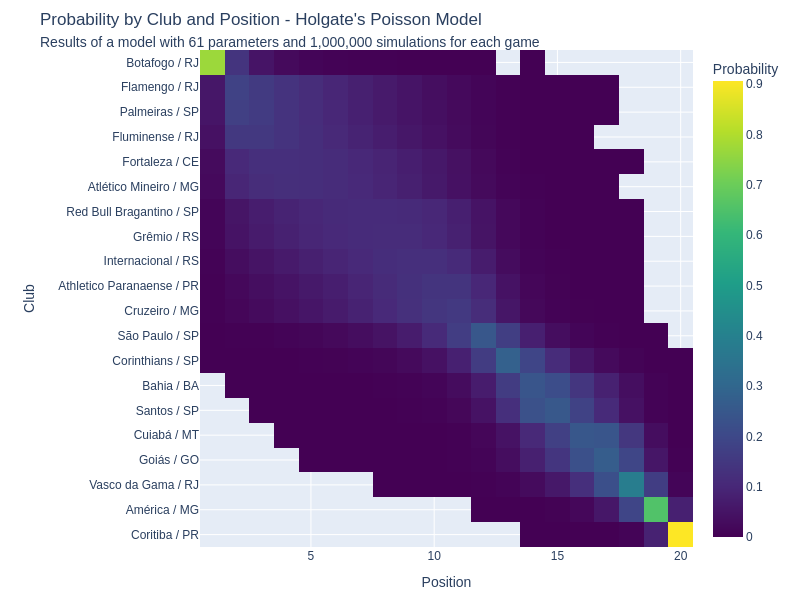 Probability by Club and Position - Holgate's Poisson Model
Results of a model with 61 parameters and 1,000,000 simulations for each game
Probability
Botafogo / RJ
Flamengo / RJ
Palmeiras / SP
Fluminense / RJ
Fortaleza / CE
Atlético Mineiro / MG
Red Bull Bragantino / SP
Grêmio / RS
Internacional / RS
Athletico Paranaense / PR
Cruzeiro / MG
São Paulo / SP
Corinthians / SP
Bahia / BA
Santos / SP
Cuiabá / MT
Goiás / GO
Vasco da Gama / RJ
América / MG
Coritiba / PR
Club
5
10
15
20
Position
0.9
0.8
0.7
0.6
0.5
0.4
0.3
0.2
0.1
0